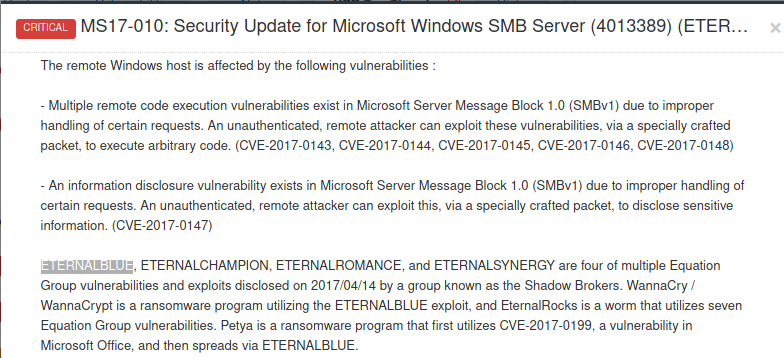 CRITICAL MS17-010: Security Update for Microsoft Windows SMB Server (4013389) (ETER... ×
The remote Windows host is affected by the following vulnerabilities :
- Multiple remote code execution vulnerabilities exist in Microsoft Server Message Block 1.0 (SMBv1) due to improper
handling of certain requests. An unauthenticated, remote attacker can exploit these vulnerabilities, via a specially crafted
packet, to execute arbitrary code. (CVE-2017-0143, CVE-2017-0144, CVE-2017-0145, CVE-2017-0146, CVE-2017-0148)
- An information disclosure vulnerability exists in Microsoft Server Message Block 1.0 (SMBv1) due to improper handling of
certain requests. An unauthenticated, remote attacker can exploit this, via a specially crafted packet, to disclose sensitive
information. (CVE-2017-0147)
ETERNALBLUE, ETERNALCHAMPION, ETERNALROMANCE, and ETERNALSYNERGY are four of multiple Equation
Group vulnerabilities and exploits disclosed on 2017/04/14 by a group known as the Shadow Brokers. WannaCry /
WannaCrypt is a ransomware program utilizing the ETERNALBLUE exploit, and EternalRocks is a worm that utilizes seven
Equation Group vulnerabilities. Petya is a ransomware program that first utilizes CVE-2017-0199, a vulnerability in
Microsoft Office, and then spreads via ETERNALBLUE.